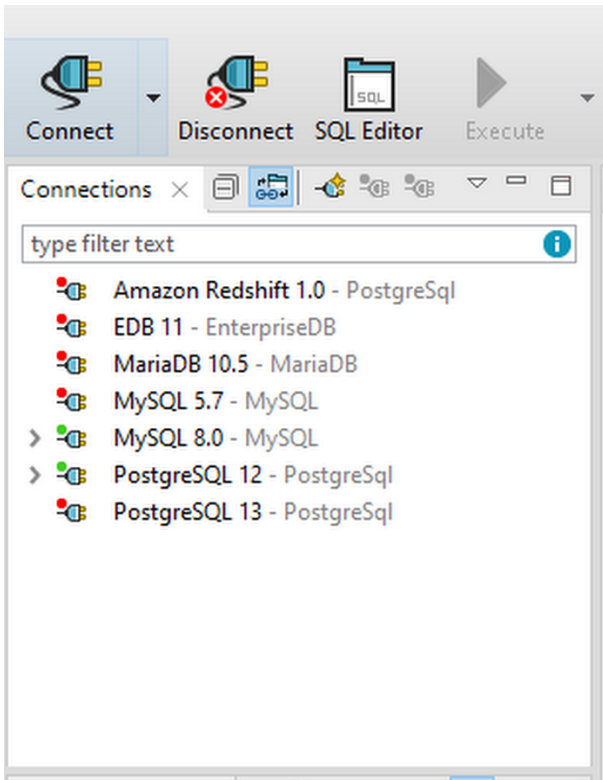 Connect Disconnect SQL Editor Execute
SQL
Connections
type filter text
Amazon Redshift 1.0 - PostgreSql
EDB 11 - EnterpriseDB
MariaDB 10.5 - MariaDB
MySQL 5.7 - MySQL
MySQL 8.0 - MySQL
PostgreSQL 12 - PostgreSql
PostgreSQL 13 - PostgreSql